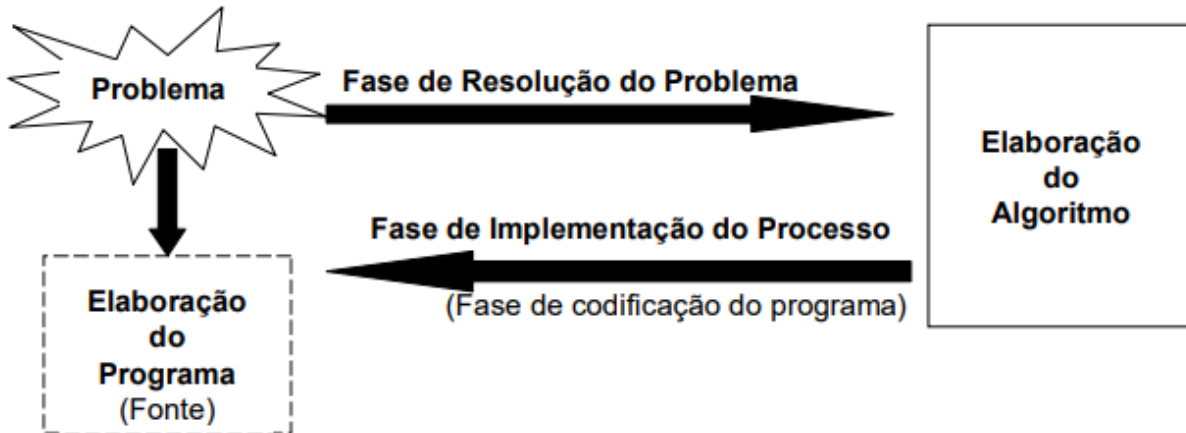 Problema
Fase de Resolução do Problema
Elaboração
do
Algoritmo
Fase de Implementação do Processo
(Fase de codificação do programa)
Elaboração
do
Programa
(Fonte)